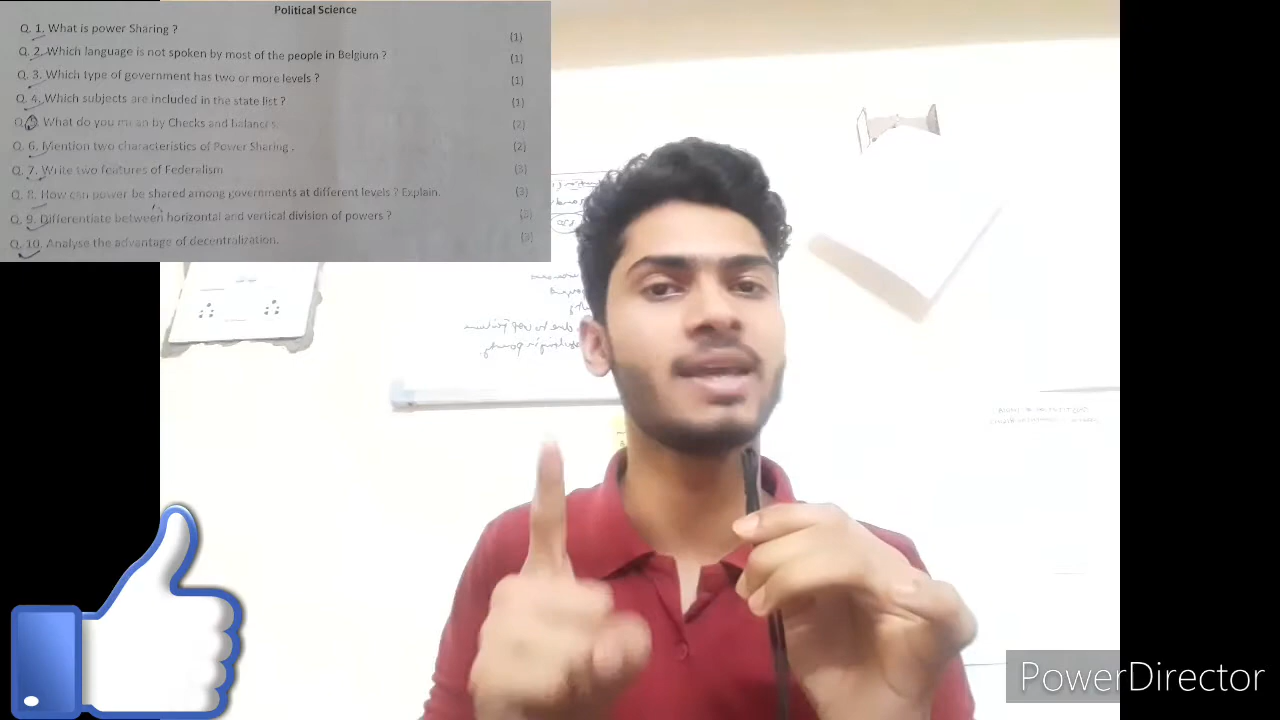 Political Science
Q. 1. What is power Sharing ? (1)
Q. 2. Which language is not spoken by most of the people in Belgium ? (1)
Q. 3. Which type of government has two or more levels ? (1)
Q. 4. Which subjects are included in the state list ? (1)
Q. What do you mean by Checks and balances. (2)
Q. 6. Mention two characteristics of Power Sharing . (2)
Q. 7. Write two features of Federalism (3)
Q. 8. How can power be shared among governments at different levels ? Explain. (3)
Q. 9. Differentiate between horizontal and vertical division of powers ? (3)
Q. 10. Analyse the advantage of decentralization. (3)
PowerDirector